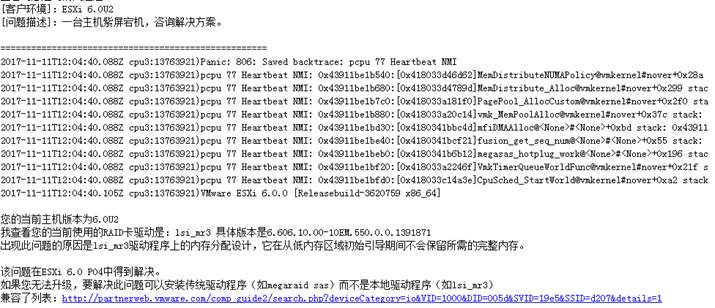 [客户环境]：ESXi 6.0U2
[问题描述]：一台主机紫屏宕机，咨询解决方案。
==================================================
2017-11-11T12:04:40.088Z cpu3:13763921)Panic: 806: Saved backtrace: pcpu 77 Heartbeat NMI
2017-11-11T12:04:40.088Z cpu3:13763921)pcpu 77 Heartbeat NMI: 0x43911be1b540:[0x418033d46d62]MemDistributeNUMAPolicy@vmkernel#nover+0x28a
2017-11-11T12:04:40.088Z cpu3:13763921)pcpu 77 Heartbeat NMI: 0x43911be1b680:[0x418033d4789d]MemDistribute_Alloc@vmkernel#nover+0x299 stac
2017-11-11T12:04:40.088Z cpu3:13763921)pcpu 77 Heartbeat NMI: 0x43911be1b7c0:[0x418033a181f0]PagePool_AllocCustom@vmkernel#nover+0x2f0 sta
2017-11-11T12:04:40.088Z cpu3:13763921)pcpu 77 Heartbeat NMI: 0x43911be1b880:[0x418033a20c14]vmk_MemPoolAlloc@vmkernel#nover+0x37c stack:
2017-11-11T12:04:40.088Z cpu3:13763921)pcpu 77 Heartbeat NMI: 0x43911be1bd30:[0x4180341bbc4d]mfiDMAAlloc@<None>#<None>+0xbd stack: 0x43911
2017-11-11T12:04:40.088Z cpu3:13763921)pcpu 77 Heartbeat NMI: 0x43911be1be40:[0x4180341bcf21]fusion_get_seq_num@<None>#<None>+0x55 stack:
2017-11-11T12:04:40.088Z cpu3:13763921)pcpu 77 Heartbeat NMI: 0x43911be1beb0:[0x4180341b6b12]megasas_hotplug_work@<None>#<None>+0x196 stac
2017-11-11T12:04:40.088Z cpu3:13763921)pcpu 77 Heartbeat NMI: 0x43911be1bf20:[0x418033a2246f]VmkTimerQueueWorldFunc@vmkernel#nover+0x21f s
2017-11-11T12:04:40.088Z cpu3:13763921)pcpu 77 Heartbeat NMI: 0x43911be1bfd0:[0x418033c14a3e]CpuSched_StartWorld@vmkernel#nover+0xa2 stack
2017-11-11T12:04:40.105Z cpu3:13763921)VMware ESXi 6.0.0 [Releasebuild-3620759 x86_64]
您的当前主机版本为6.0U2
我查看您的当前使用的RAID卡驱动是：lsi_mr3 具体版本是6.606.10.00-1OEM.550.0.0.1391871
出现此问题的原因是lsi_mr3驱动程序上的内存分配设计，它在从低内存区域初始引导期间不会保留所需的完整内存。
该问题在ESXi 6.0 P04中得到解决。
如果您无法升级，要解决此问题可以安装传统驱动程序（如megaraid sas）而不是本地驱动程序（如lsi_mr3）
兼容了列表：http://partnerweb.vmware.com/comp_guide2/search.php?deviceCategory=io&VID=1000&DID=005d&SVID=19e5&SSID=d207&details=1